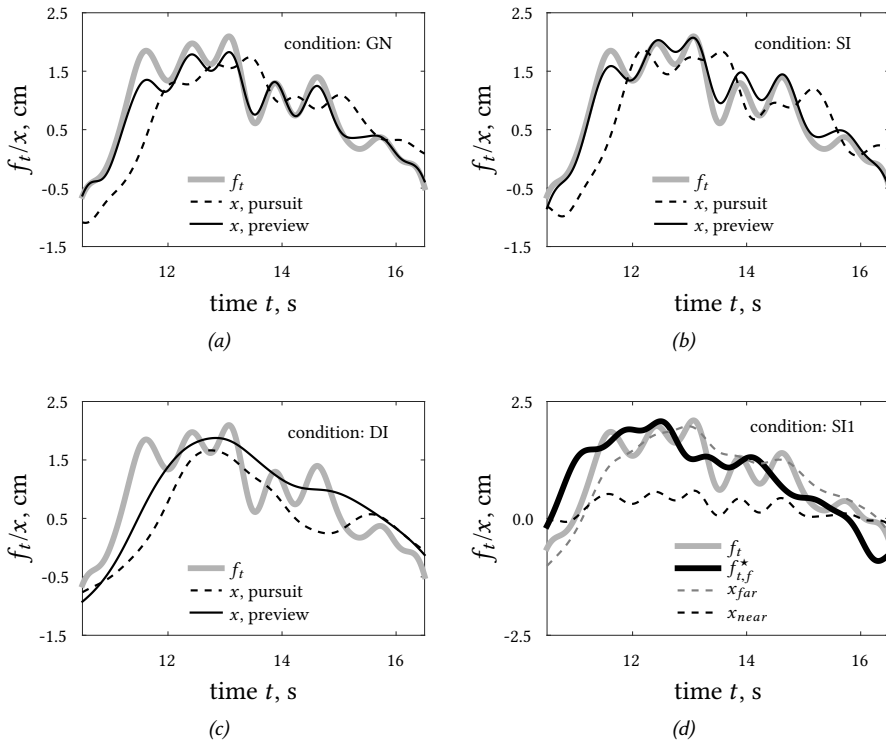 2.5
1.5
0.5
-0.5
-1.5
f_t/x, cm
condition: GN
f_t
x, pursuit
x, preview
12
14
16
time t, s
(a)
2.5
1.5
0.5
-0.5
-1.5
f_t/x, cm
condition: SI
f_t
x, pursuit
x, preview
12
14
16
time t, s
(b)
2.5
1.5
0.5
-0.5
-1.5
f_t/x, cm
condition: DI
f_t
x, pursuit
x, preview
12
14
16
time t, s
(c)
2.5
0.0
-2.5
f_t/x, cm
condition: SI1
f_t
f*_{t,f}
x_{far}
x_{near}
12
14
16
time t, s
(d)